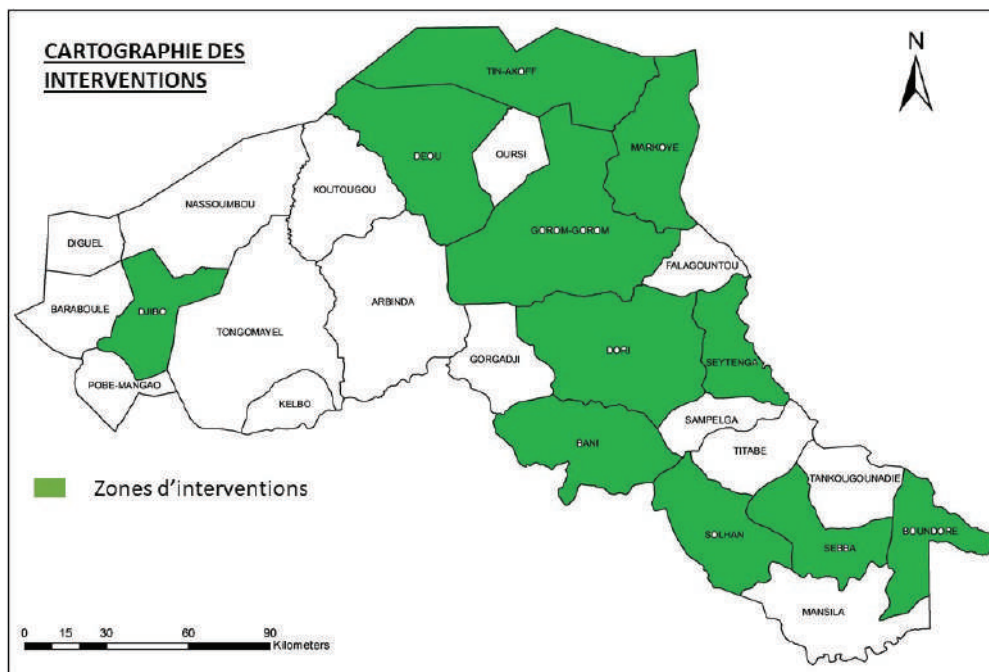 CARTOGRAPHIE DES
INTERVENTIONS
N
TIN-AKOFF
MARKOYE
DEOU
OURSI
KOUTOUGOU
NASSOUMBOU
GOROM-GOROM
DIGUEL
FALAGOUNTOU
BARABOULE
DJIBO
ARBINDA
TONGOMAYEL
DORI
GORGADJI
SEYTENGA
POBE-MANGAO
KELBO
SAMPELGA
BANI
TITABE
TANKOUGOUNADIE
Zones d'interventions
SOLHAN
SEBBA
BOUNDORE
MANSILA
0 15 30 60 90
Kilometers